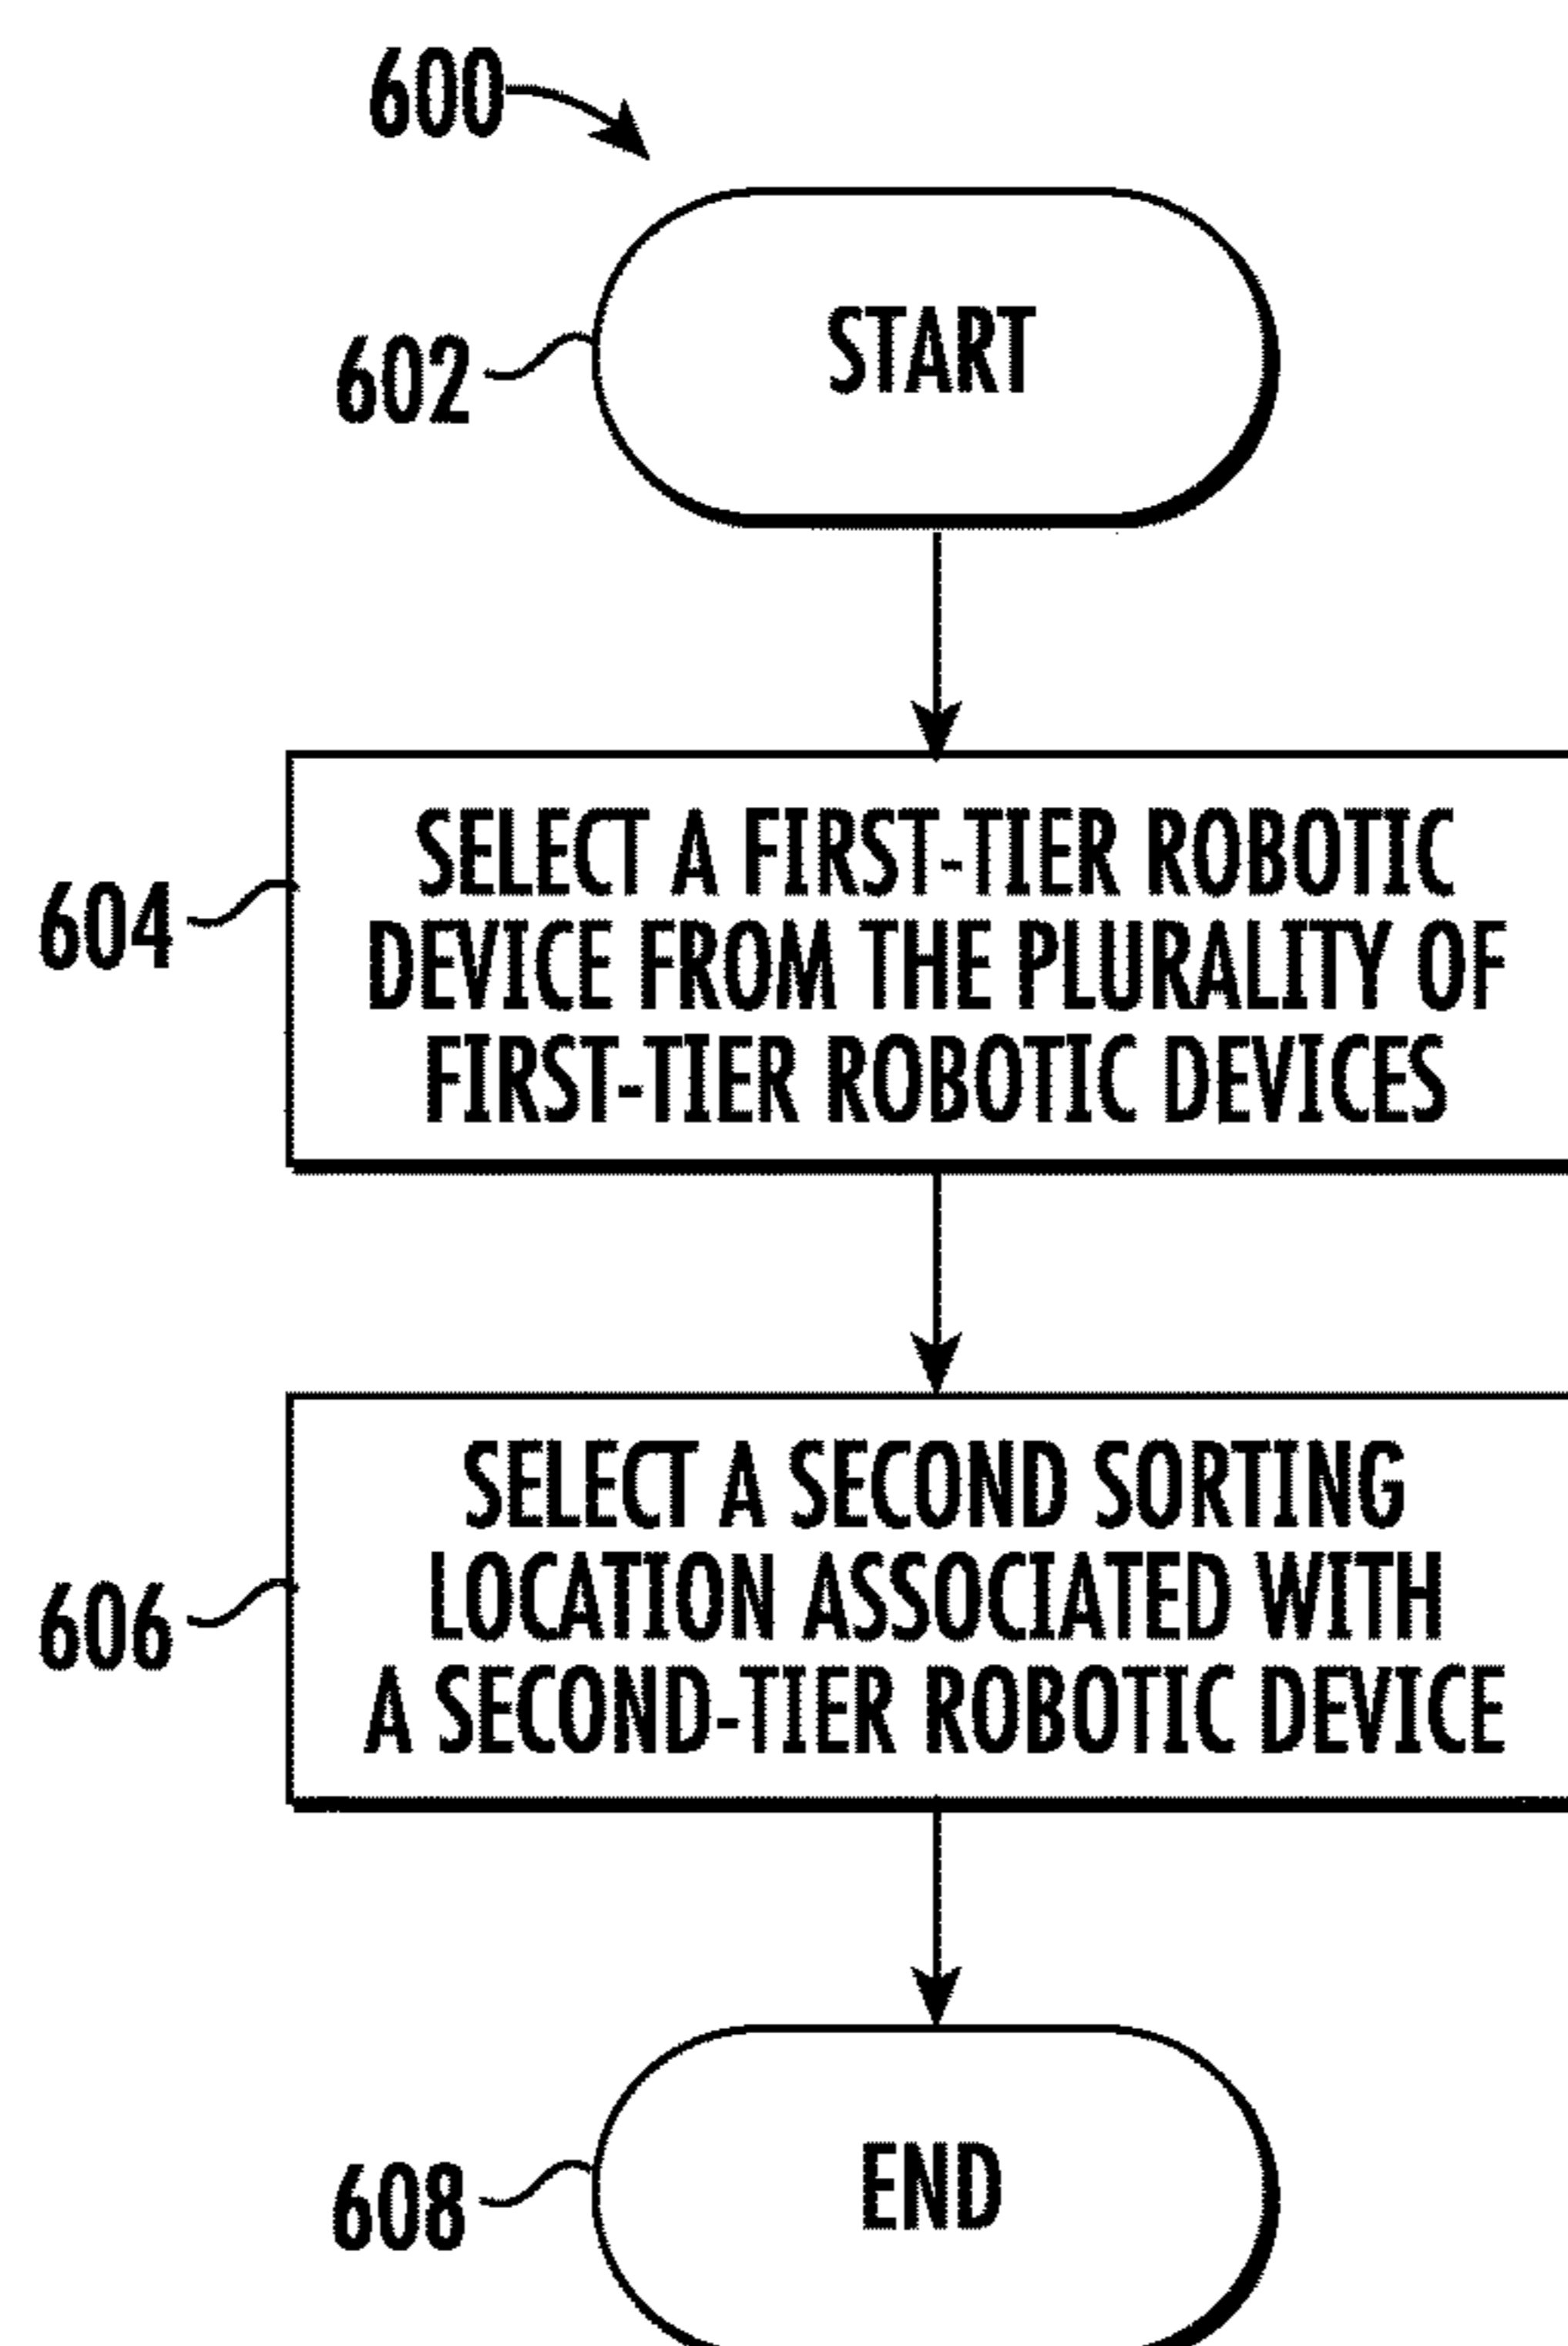 600
602
START
604
SELECT A FIRST-TIER ROBOTIC
DEVICE FROM THE PLURALITY OF
FIRST-TIER ROBOTIC DEVICES
606
SELECT A SECOND SORTING
LOCATION ASSOCIATED WITH
A SECOND-TIER ROBOTIC DEVICE
608
END